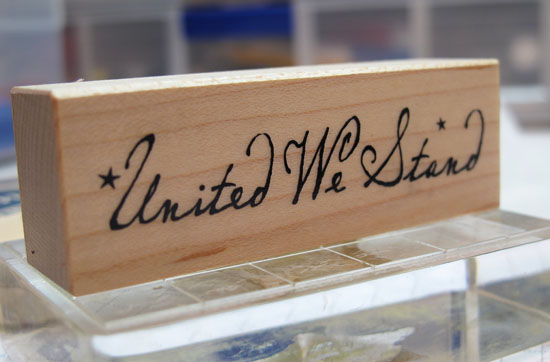 ★United We Stand★